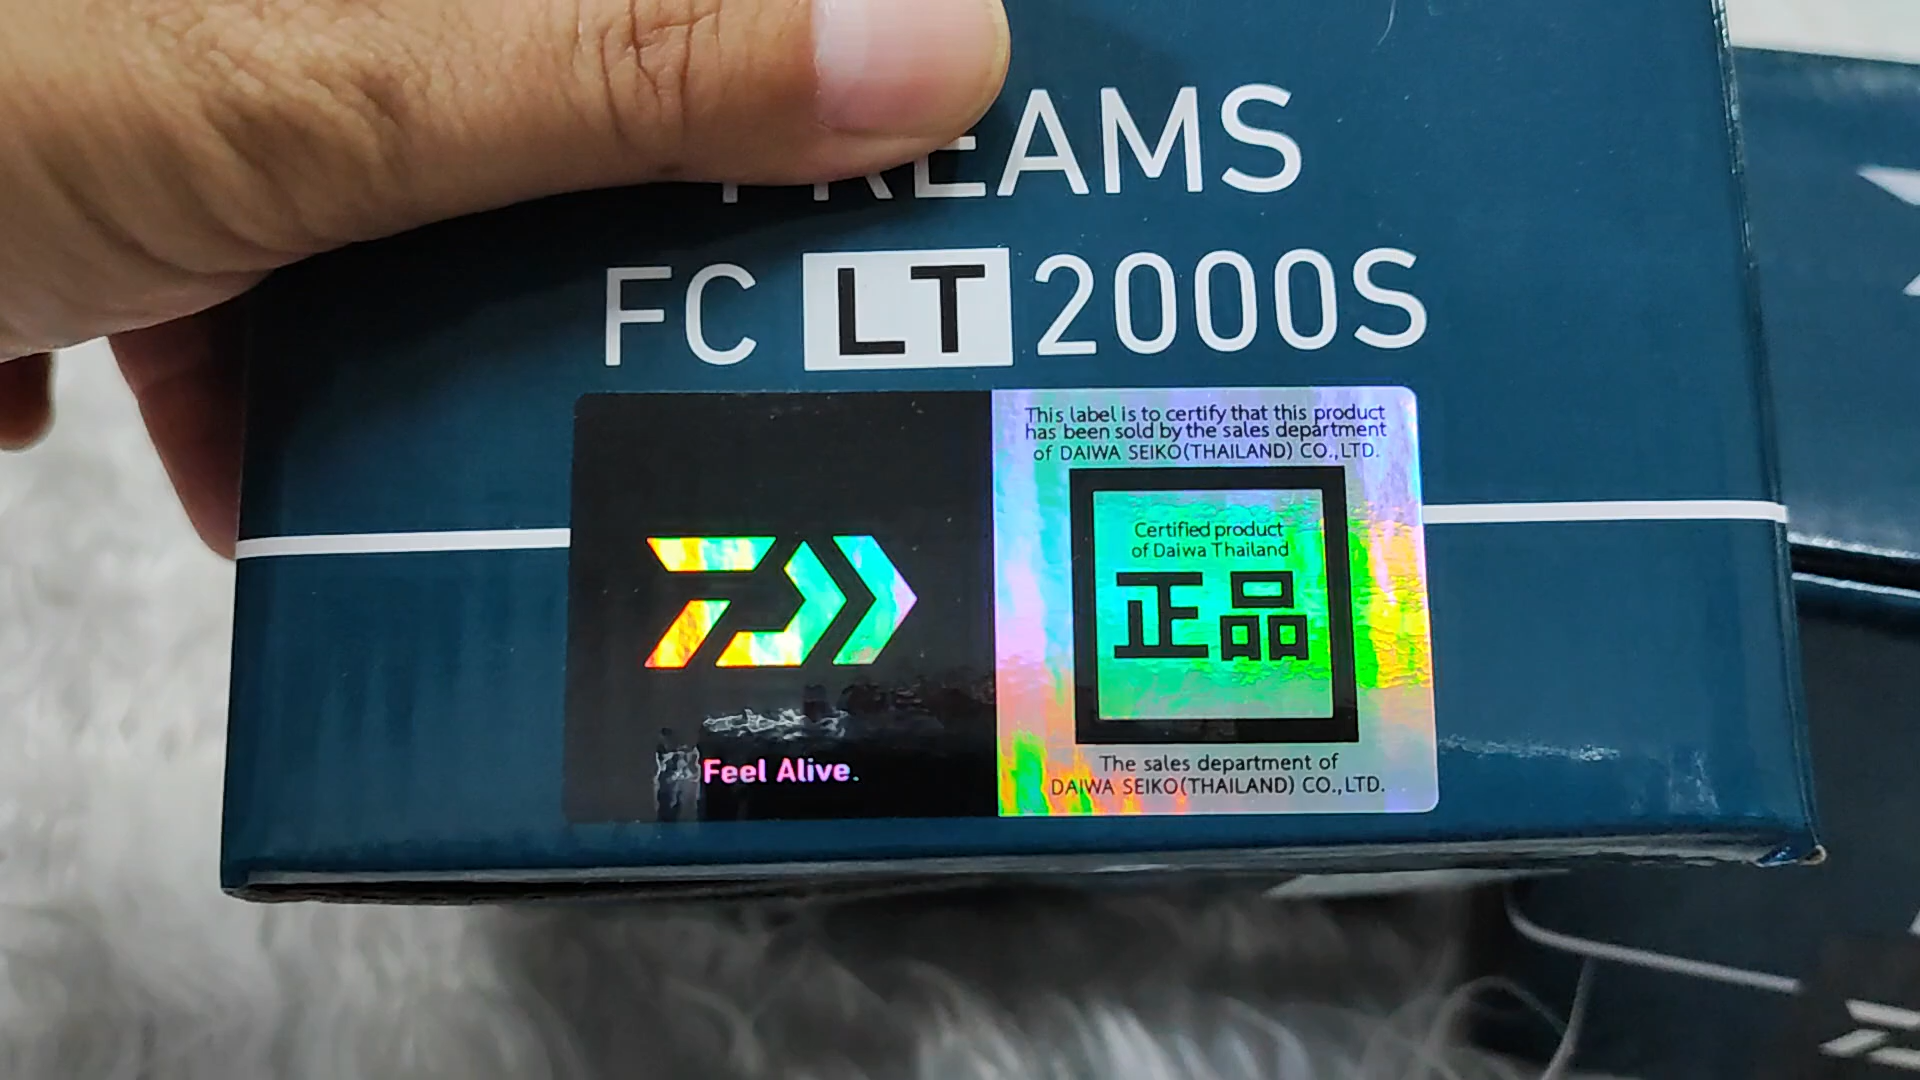 FREAMS
FC LT 2000S
This label is to certify that this product
has been sold by the sales department
of DAIWA SEIKO(THAILAND) CO.,LTD.
Certified product
of Daiwa Thailand
正品
Feel Alive.
The sales department of
DAIWA SEIKO(THAILAND) CO.,LTD.